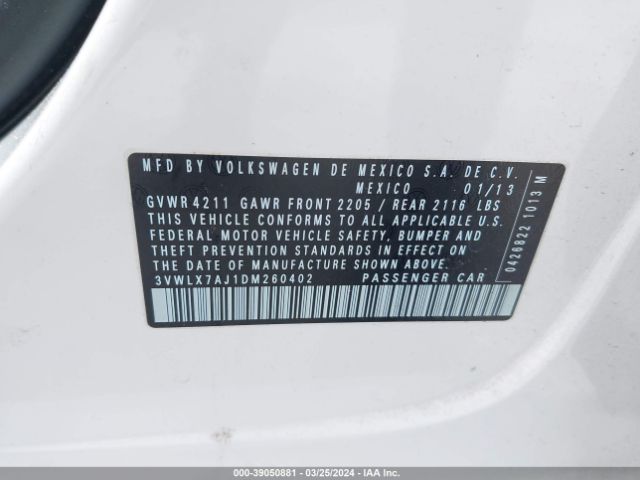 MFD BY VOLKSWAGEN DE MEXICO S.A. DE C.V.
MEXICO 01/13
GVWR 4211 GAWR FRONT 2205 / REAR 2116 LBS
THIS VEHICLE CONFORMS TO ALL APPLICABLE U.S.
FEDERAL MOTOR VEHICLE SAFETY, BUMPER AND
THEFT PREVENTION STANDARDS IN EFFECT ON
THE DATE OF MANUFACTURE SHOWN ABOVE.
3VWLX7AJ1DM260402 PASSENGER CAR
0426822 1013 M
000-39050881 - 03/25/2024 - IAAI.COM